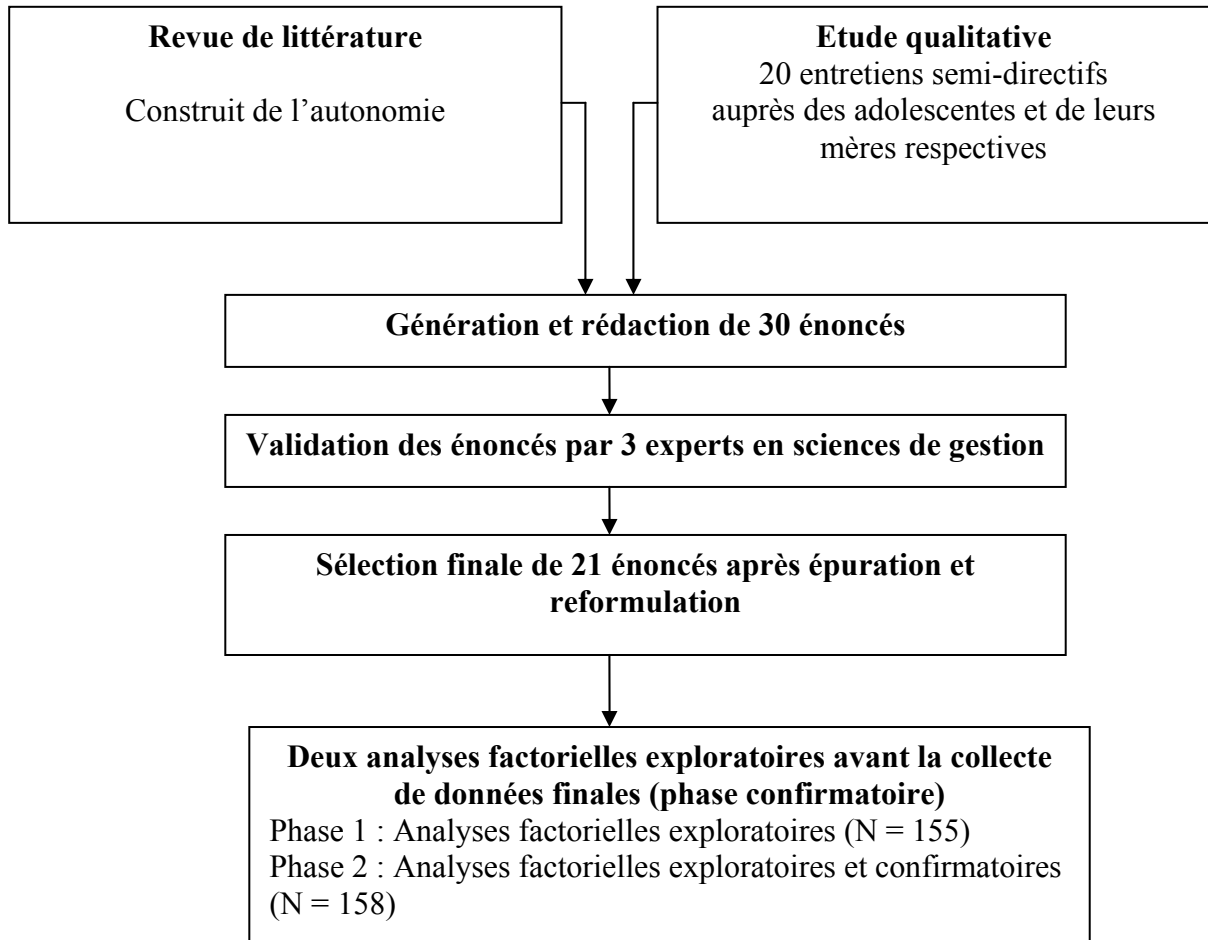 Revue de littérature
Construit de l’autonomie
Etude qualitative
20 entretiens semi-directifs
auprès des adolescentes et de leurs
mères respectives
Génération et rédaction de 30 énoncés
Validation des énoncés par 3 experts en sciences de gestion
Sélection finale de 21 énoncés après épuration et
reformulation
Deux analyses factorielles exploratoires avant la collecte
de données finales (phase confirmatoire)
Phase 1 : Analyses factorielles exploratoires (N = 155)
Phase 2 : Analyses factorielles exploratoires et confirmatoires
(N = 158)